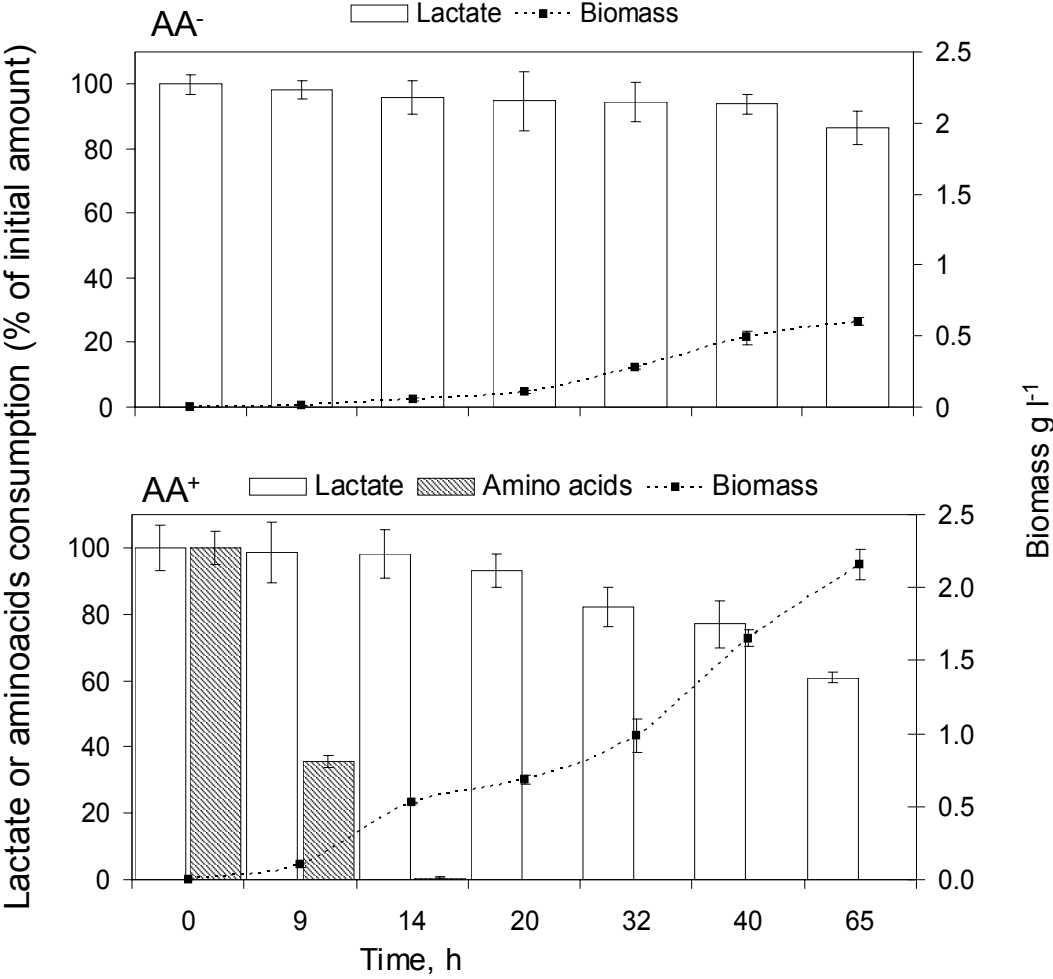 AA⁻
Lactate
Biomass
Lactate or aminoacids consumption (% of initial amount)
100
80
60
40
20
0
2.5
2
1.5
1
0.5
0
Biomass g l⁻¹
AA⁺
Lactate
Amino acids
Biomass
100
80
60
40
20
0
2.5
2.0
1.5
1.0
0.5
0.0
0 9 14 20 32 40 65
Time, h